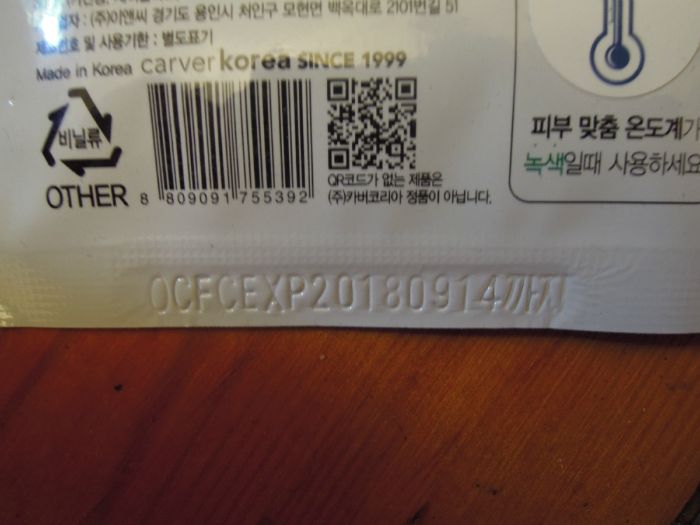 업자 : (주)이앤씨 경기도 용인시 처인구 모현면 백옥대로 2101번길 51
제조번호 및 사용기한 : 별도표기
Made in Korea carver korea SINCE 1999
비닐류
OTHER
8 809091 755392
QR코드가 없는 제품은
(주)카버코리아 정품이 아닙니다.
피부 맞춤 온도계가
녹색일때 사용하세요
OCFCEXP20180914까지